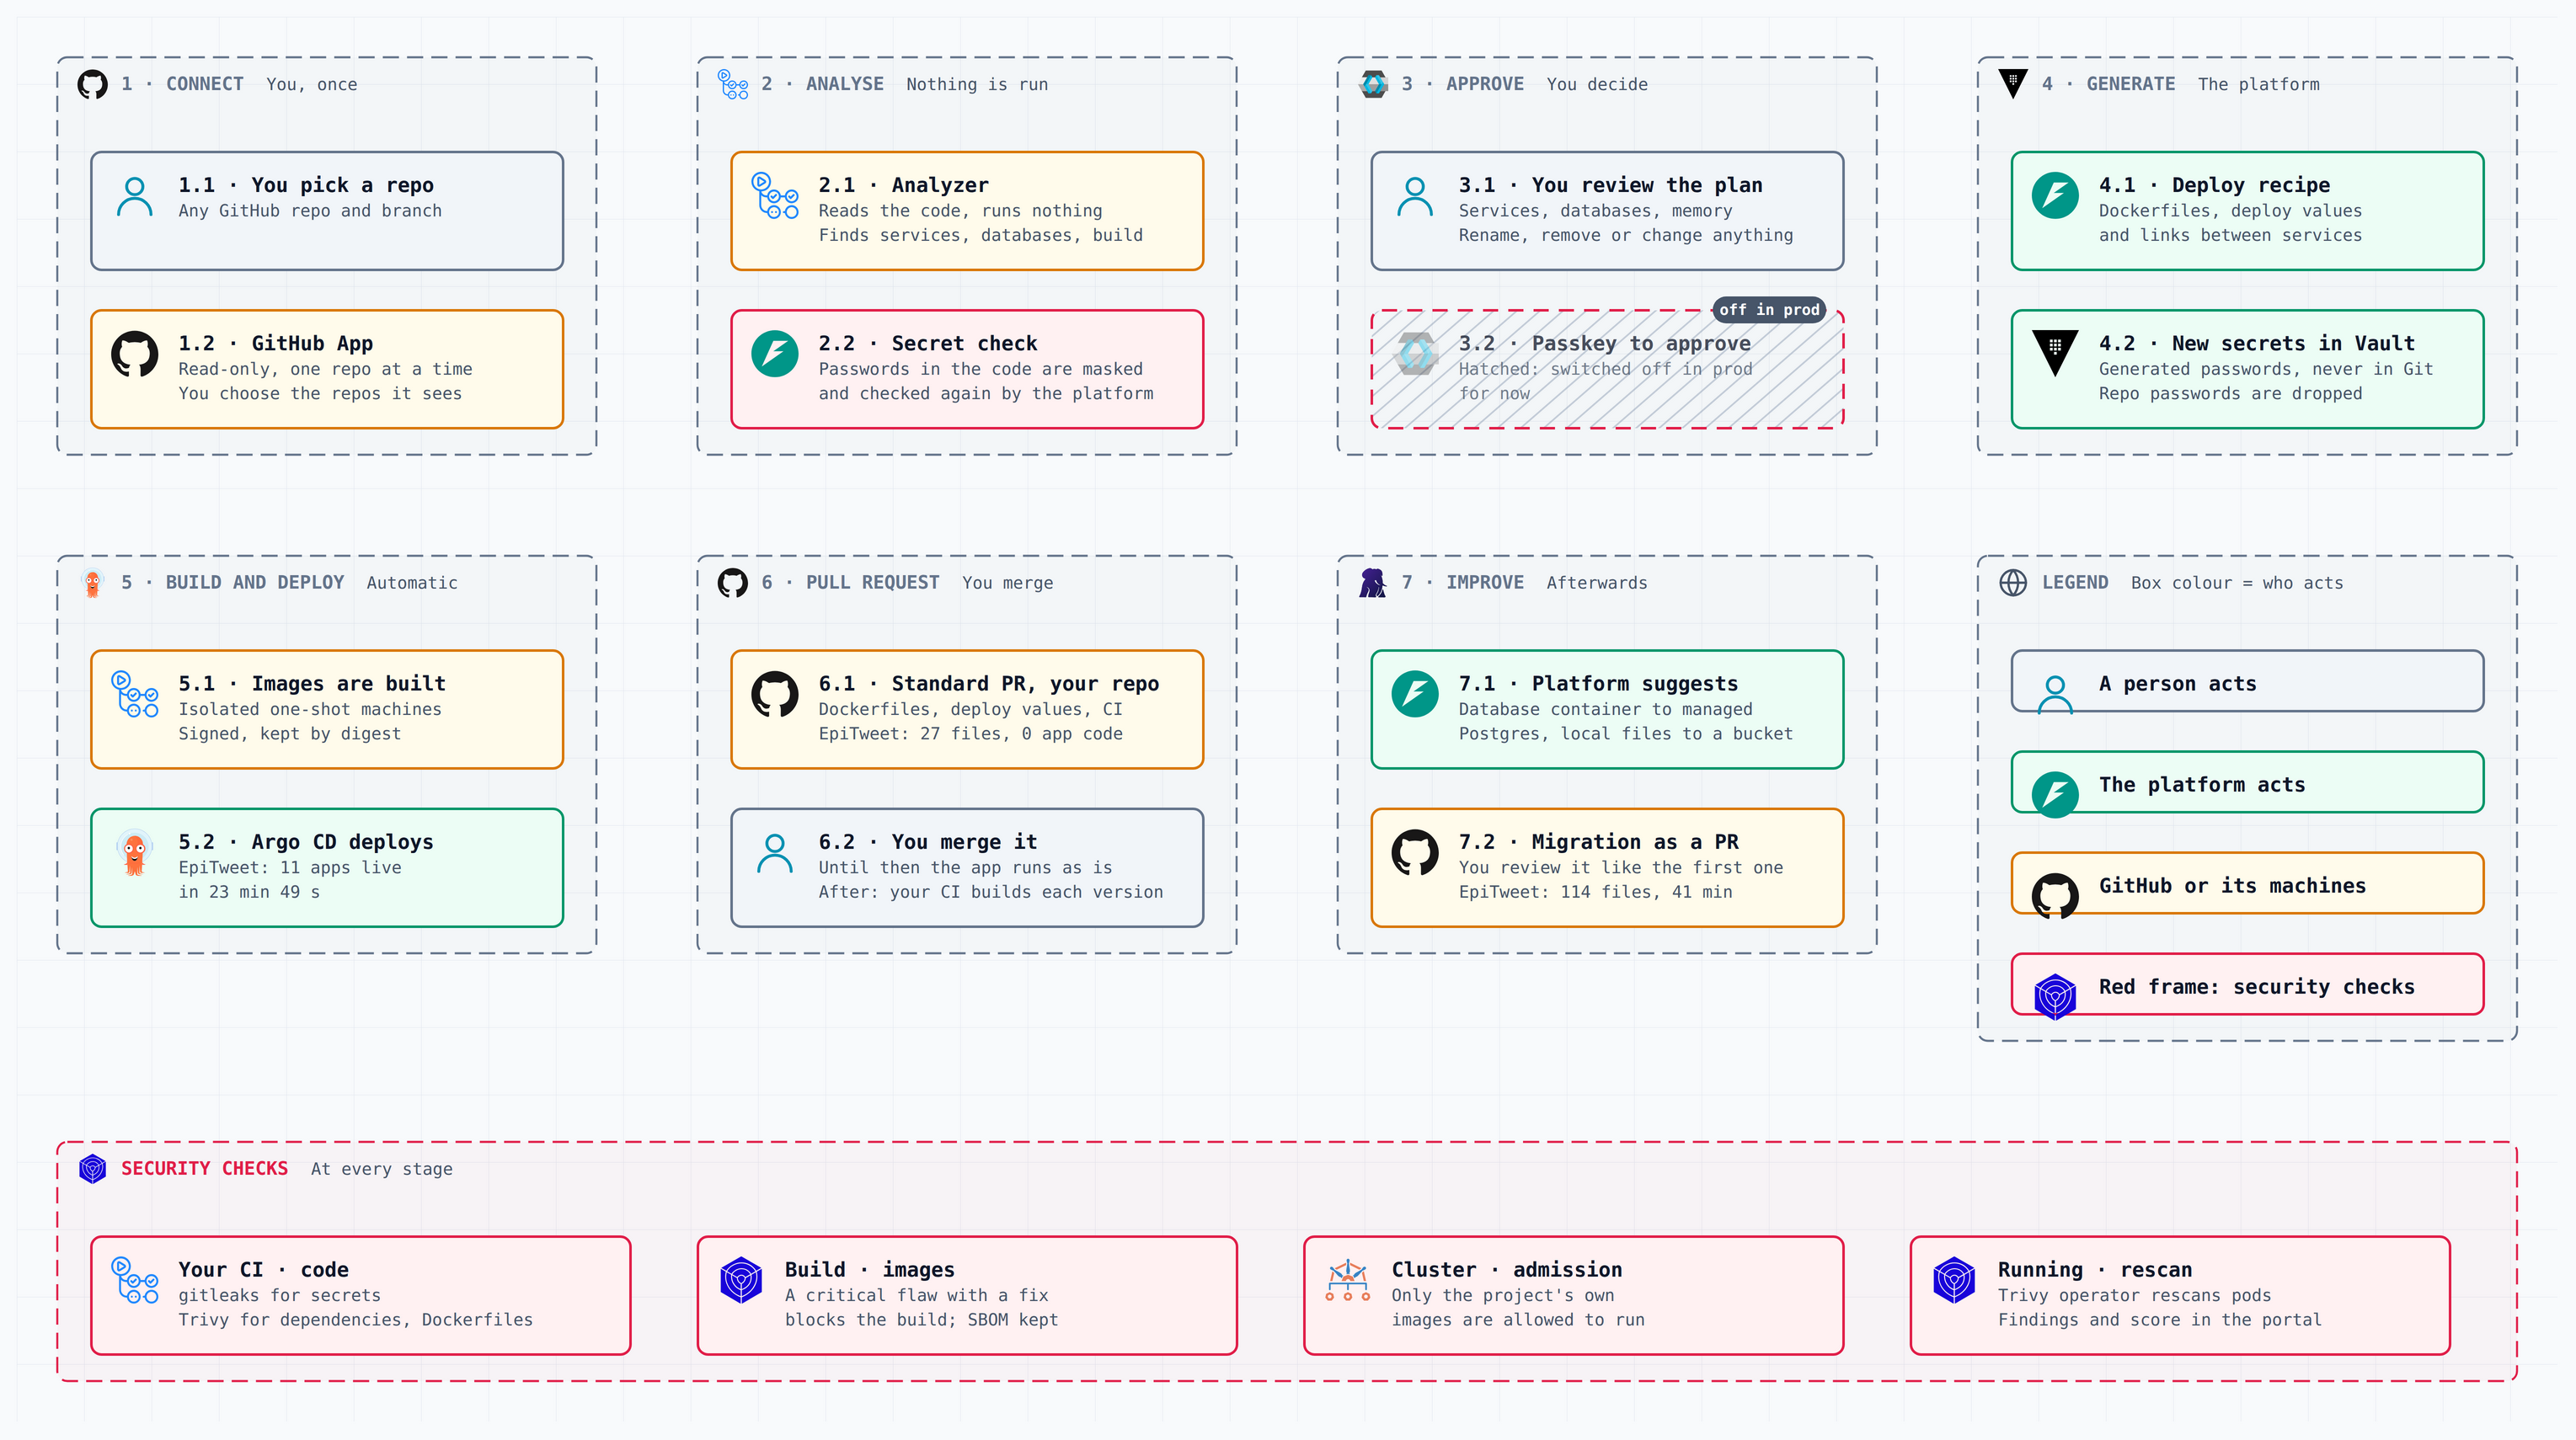 1 · CONNECT You, once
1.1 · You pick a repo
Any GitHub repo and branch
1.2 · GitHub App
Read-only, one repo at a time
You choose the repos it sees
2 · ANALYSE Nothing is run
2.1 · Analyzer
Reads the code, runs nothing
Finds services, databases, build
2.2 · Secret check
Passwords in the code are masked
and checked again by the platform
3 · APPROVE You decide
3.1 · You review the plan
Services, databases, memory
Rename, remove or change anything
off in prod
3.2 · Passkey to approve
Hatched: switched off in prod
for now
4 · GENERATE The platform
4.1 · Deploy recipe
Dockerfiles, deploy values
and links between services
4.2 · New secrets in Vault
Generated passwords, never in Git
Repo passwords are dropped
5 · BUILD AND DEPLOY Automatic
5.1 · Images are built
Isolated one-shot machines
Signed, kept by digest
5.2 · Argo CD deploys
EpiTweet: 11 apps live
in 23 min 49 s
6 · PULL REQUEST You merge
6.1 · Standard PR, your repo
Dockerfiles, deploy values, CI
EpiTweet: 27 files, 0 app code
6.2 · You merge it
Until then the app runs as is
After: your CI builds each version
7 · IMPROVE Afterwards
7.1 · Platform suggests
Database container to managed
Postgres, local files to a bucket
7.2 · Migration as a PR
You review it like the first one
EpiTweet: 114 files, 41 min
LEGEND Box colour = who acts
A person acts
The platform acts
GitHub or its machines
Red frame: security checks
SECURITY CHECKS At every stage
Your CI · code
gitleaks for secrets
Trivy for dependencies, Dockerfiles
Build · images
A critical flaw with a fix
blocks the build; SBOM kept
Cluster · admission
Only the project's own
images are allowed to run
Running · rescan
Trivy operator rescans pods
Findings and score in the portal